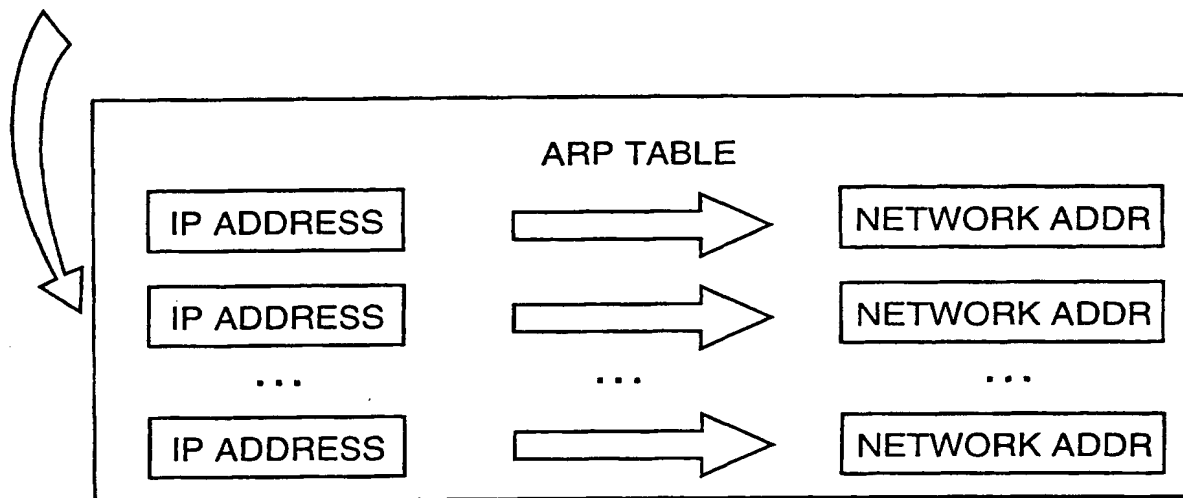 ARP TABLE
IP ADDRESS NETWORK ADDR
IP ADDRESS NETWORK ADDR
... ... ...
IP ADDRESS NETWORK ADDR